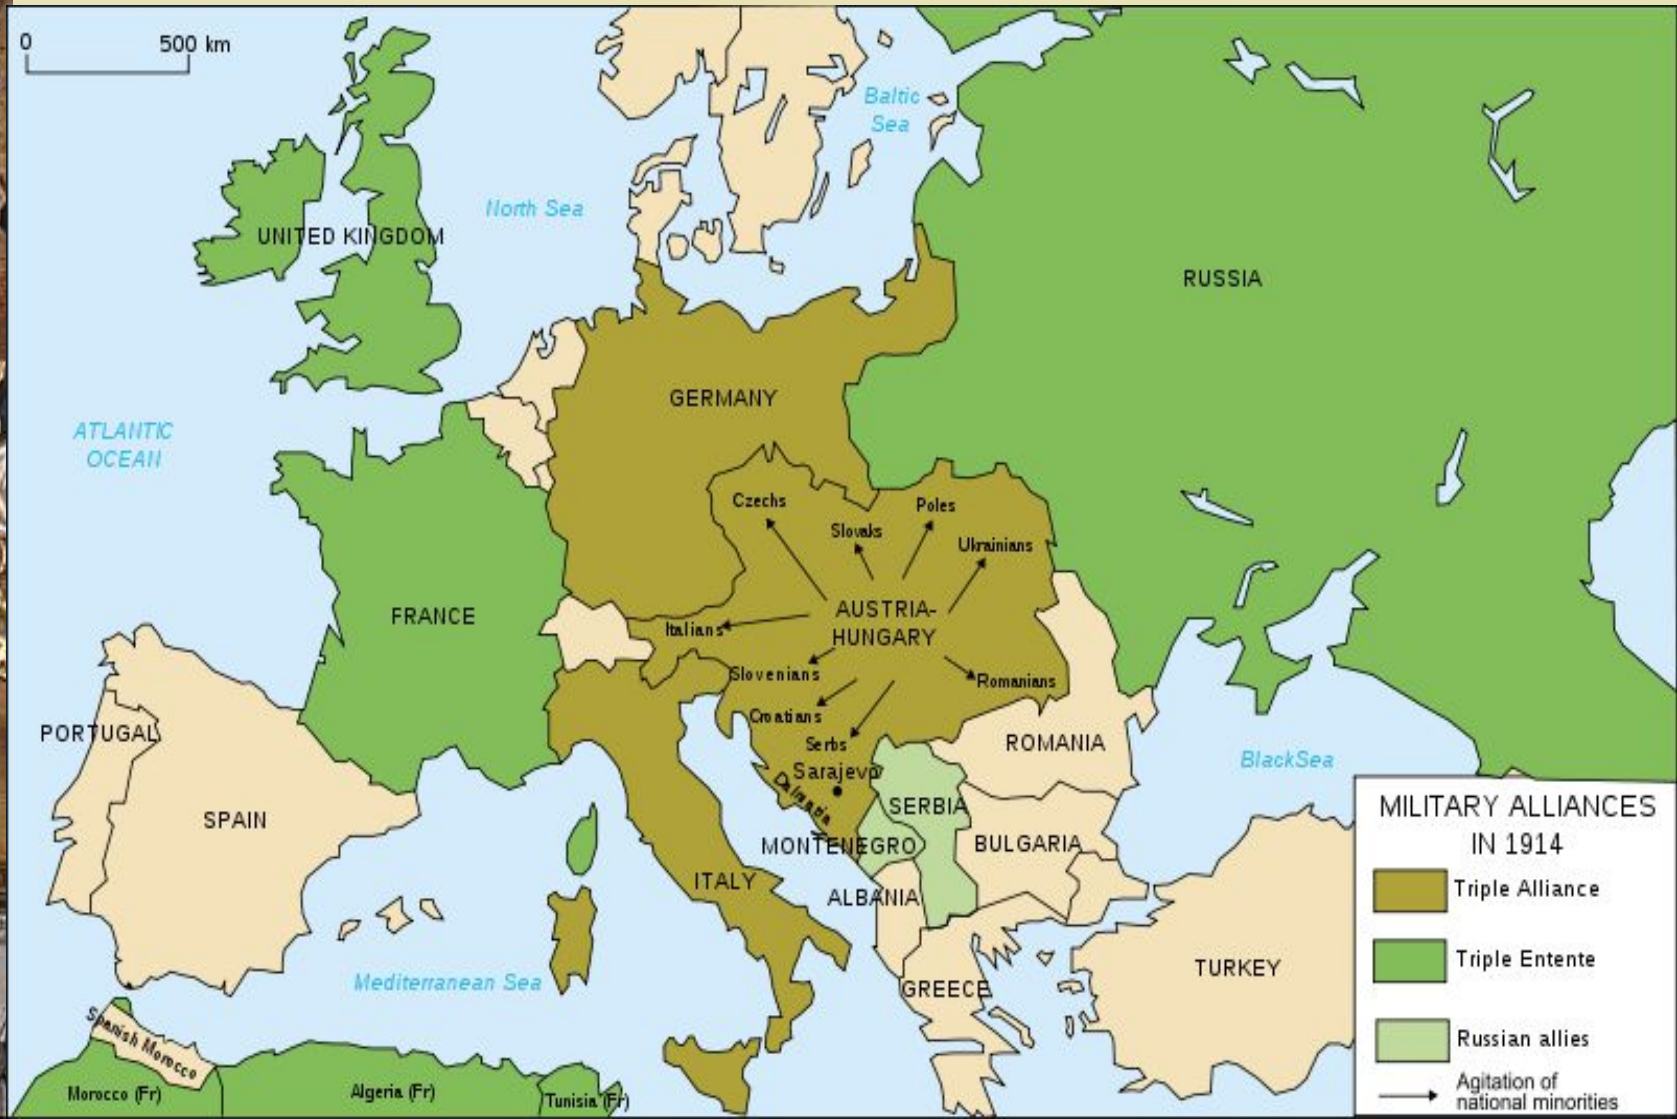 0 500 km
Baltic
Sea
North Sea
UNITED KINGDOM
RUSSIA
GERMANY
ATLANTIC
OCEAN
Czechs
Poles
Slovaks
Ukrainians
AUSTRIA-
HUNGARY
FRANCE
Italians
Slovenians
Romanians
Croatians
PORTUGAL
Serbs
ROMANIA
BlackSea
Sarajevo
Dalmatia
SERBIA
SPAIN
MONTENEGRO
BULGARIA
ITALY
ALBANIA
TURKEY
Mediterranean Sea
GREECE
Spanish Morocco
Morocco (Fr)
Algeria (Fr)
Tunisia (Fr)
MILITARY ALLIANCES
IN 1914
Triple Alliance
Triple Entente
Russian allies
Agitation of
national minorities